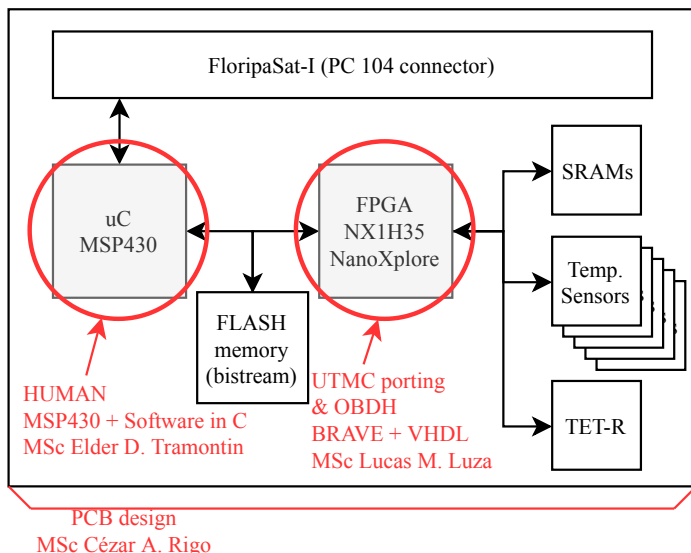 FloripaSat-I (PC 104 connector)
uC
MSP430
FPGA
NX1H35
NanoXplore
SRAMs
Temp.
Sensors
s
FLASH
memory
(bistream)
TET-R
HUMAN
MSP430 + Software in C
MSc Elder D. Tramontin
UTMC porting
& OBDH
BRAVE + VHDL
MSc Lucas M. Luza
PCB design
MSc Cézar A. Rigo